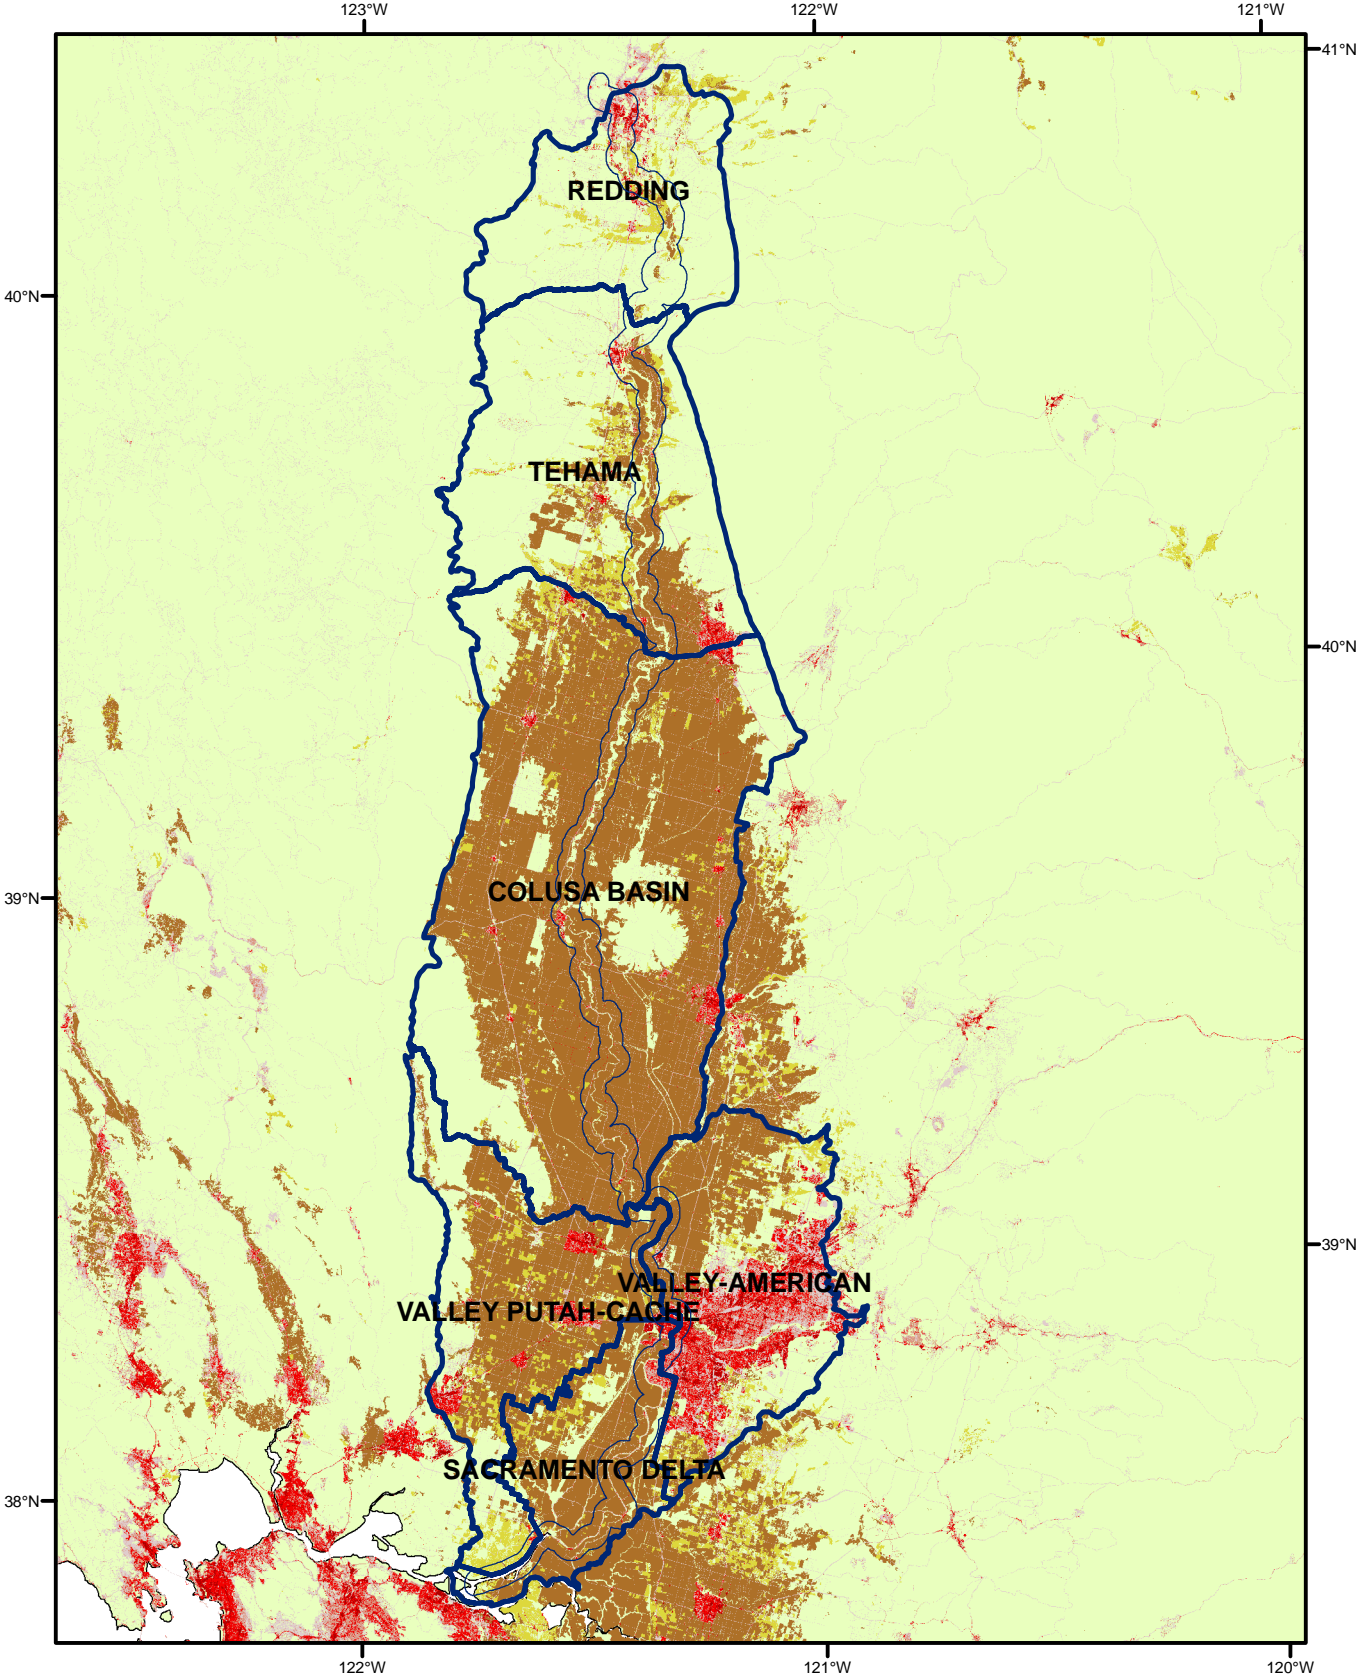 123°W
122°W
121°W
41°N
REDDING
40°N
TEHAMA
40°N
COLUSA BASIN
39°N
39°N
VALLEY-AMERICAN
VALLEY PUTAH-CACHE
SACRAMENTO DELTA
38°N
122°W
121°W
120°W